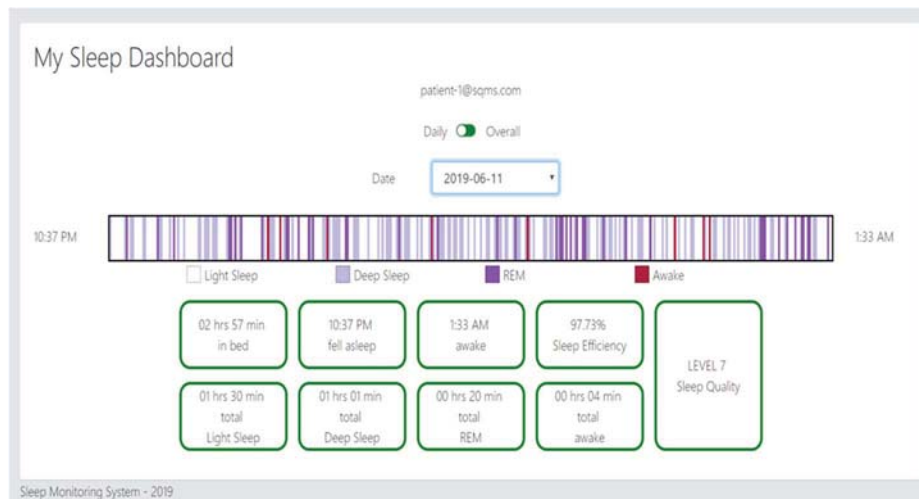 My Sleep Dashboard
patient-1@sqms.com
Daily Overall
Date 2019-06-11
10:37 PM 1:33 AM
Light Sleep Deep Sleep REM Awake
02 hrs 57 min
in bed
10:37 PM
fell asleep
1:33 AM
awake
97.73%
Sleep Efficiency
LEVEL 7
Sleep Quality
01 hrs 30 min
total
Light Sleep
01 hrs 01 min
total
Deep Sleep
00 hrs 20 min
total
REM
00 hrs 04 min
total
awake
Sleep Monitoring System - 2019